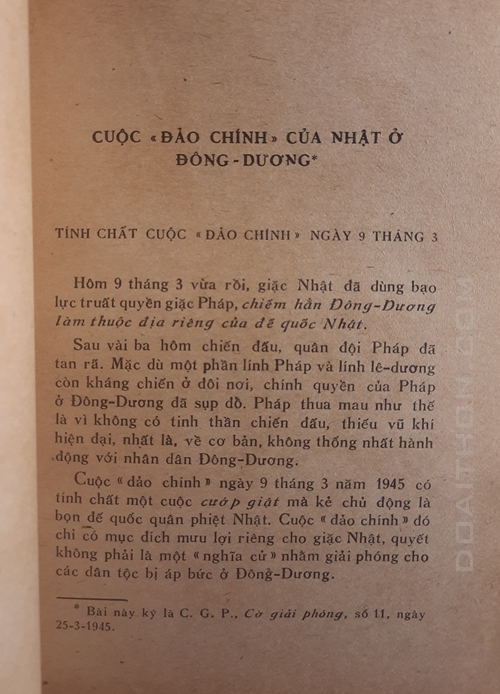 CUỘC «ĐẢO CHÍNH» CỦA NHẬT Ở
ĐÔNG-DƯƠNG*
TÍNH CHẤT CUỘC «ĐẢO CHÍNH» NGÀY 9 THÁNG 3
Hôm 9 tháng 3 vừa rồi, giặc Nhật đã dùng bạo
lực truất quyền giặc Pháp, chiếm hẳn Đông-Dương
làm thuộc địa riêng của đế quốc Nhật.
Sau vài ba hôm chiến đấu, quân đội Pháp đã
tan rã. Mặc dù một phần lính Pháp và lính lê-dương
còn kháng chiến ở đôi nơi, chính quyền của Pháp
ở Đông-Dương đã sụp đổ. Pháp thua mau như thế
là vì không có tinh thần chiến đấu, thiếu vũ khí
hiện đại, nhất là, về cơ bản, không thống nhất hành
động với nhân dân Đông-Dương.
Cuộc «đảo chính» ngày 9 tháng 3 năm 1945 có
tính chất một cuộc cướp giật mà kẻ chủ động là
bọn đế quốc quân phiệt Nhật. Cuộc «đảo chính» đó
chỉ có mục đích mưu lợi riêng cho giặc Nhật, quyết
không phải là một «nghĩa cử» nhằm giải phóng cho
các dân tộc bị áp bức ở Đông-Dương.
* Bài này ký là C. G. P., Cờ giải phóng, số 11, ngày
25-3-1945.
DOAITHON.COM